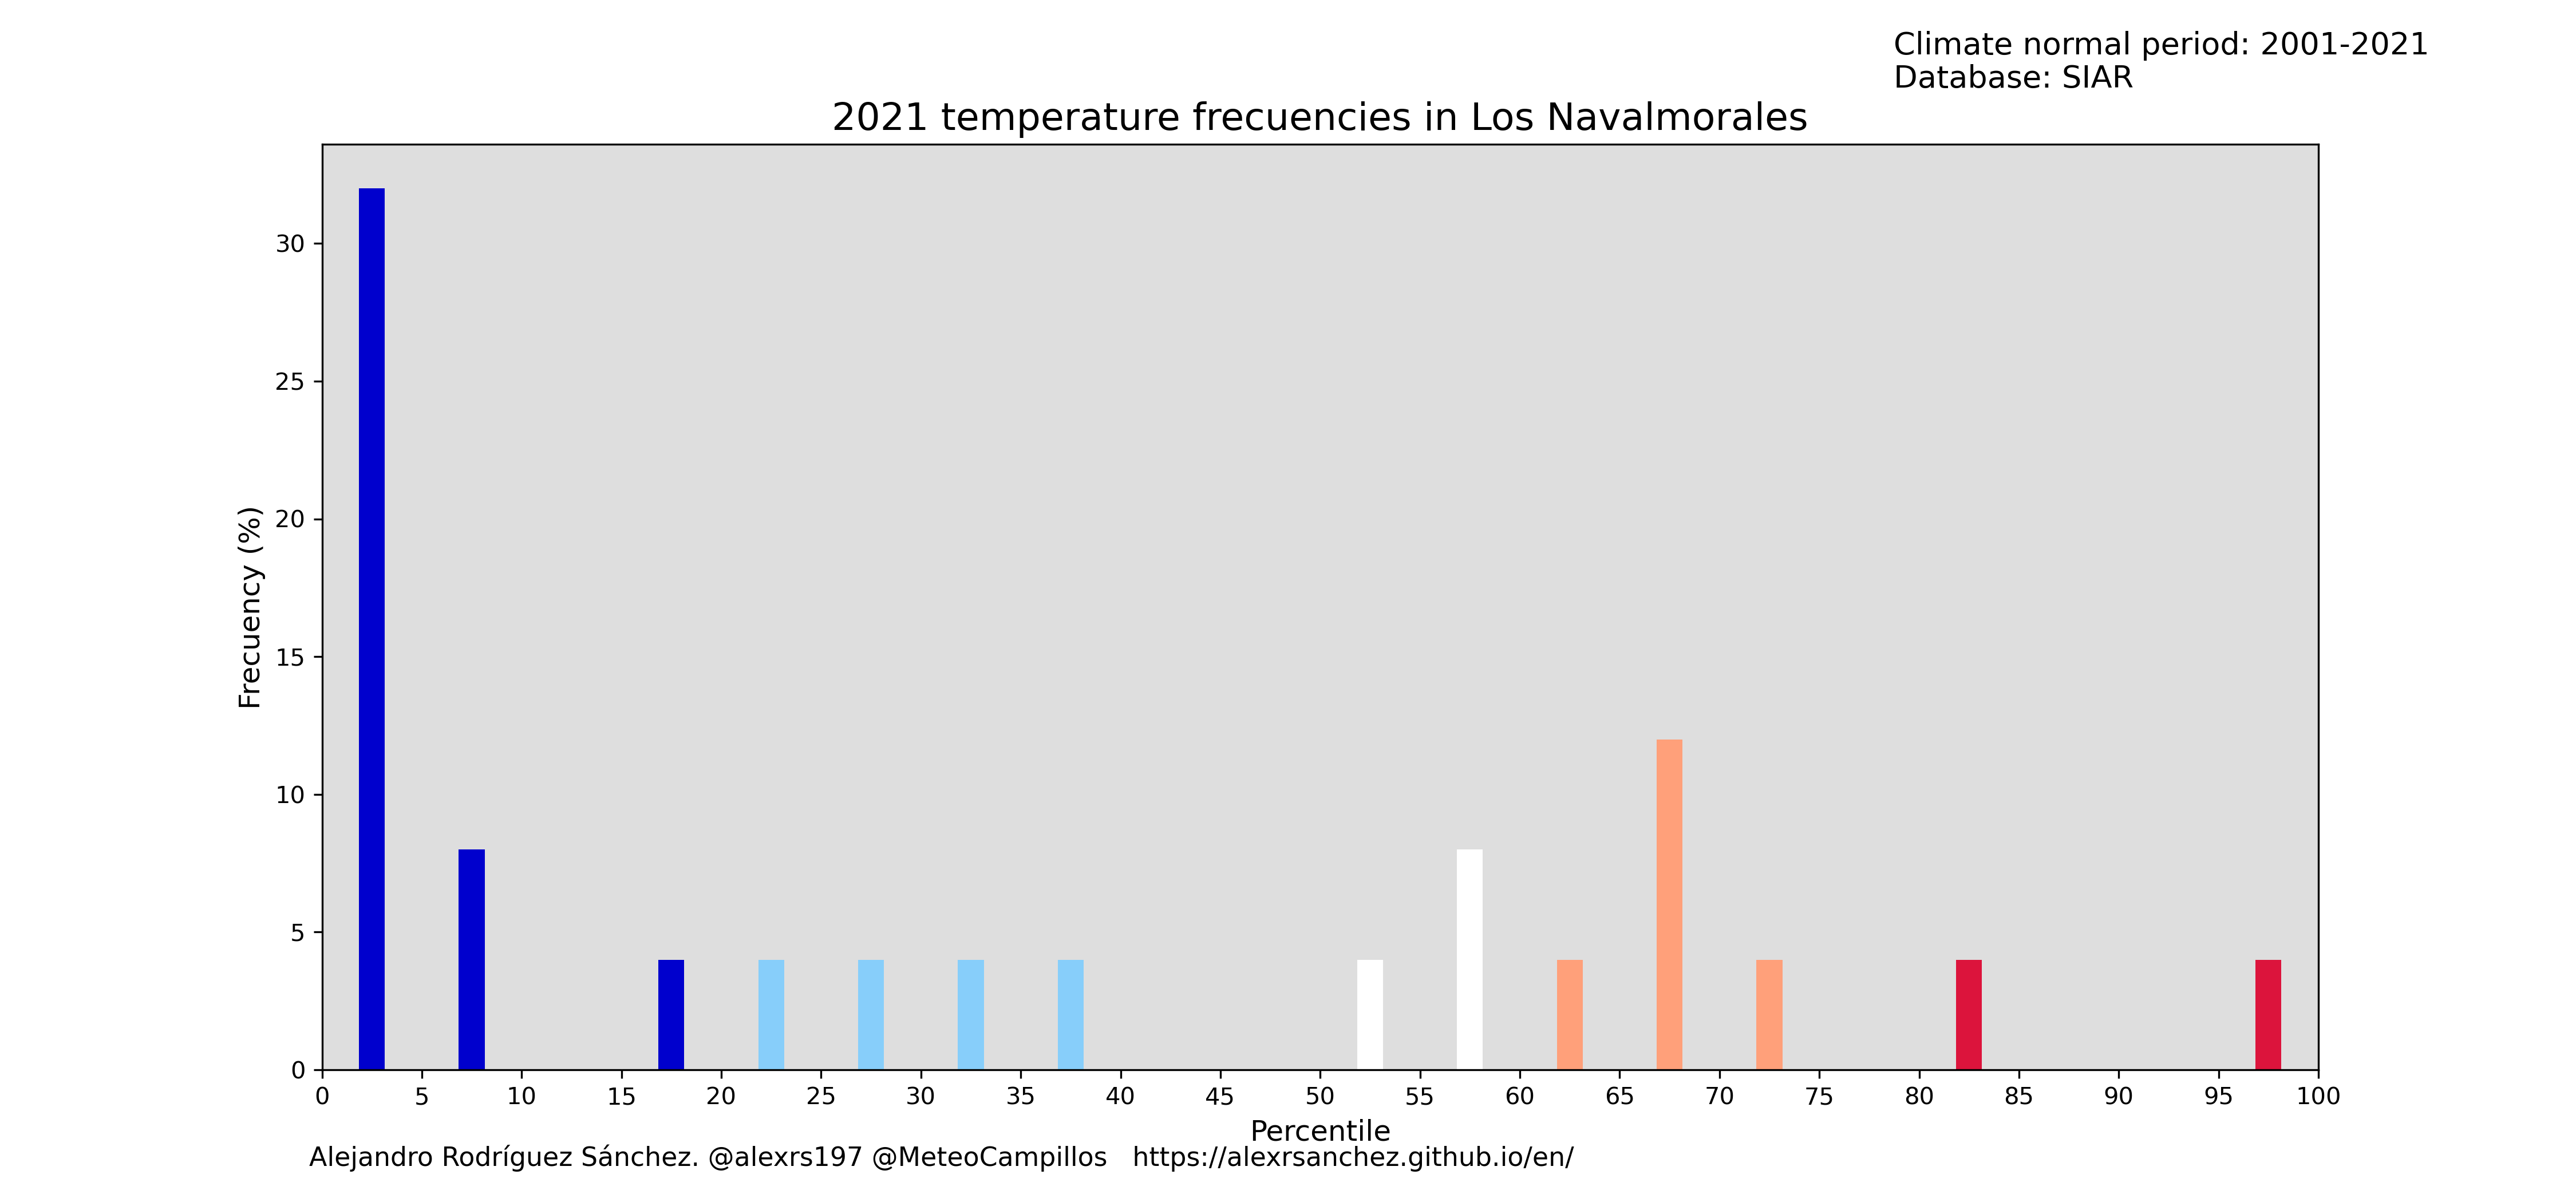 Climate normal period: 2001-2021
Database: SIAR
2021 temperature frecuencies in Los Navalmorales
Frecuency (%)
30
25
20
15
10
5
0
0 5 10 15 20 25 30 35 40 45 50 55 60 65 70 75 80 85 90 95 100
Percentile
Alejandro Rodríguez Sánchez. @alexrs197 @MeteoCampillos https://alexrsanchez.github.io/en/